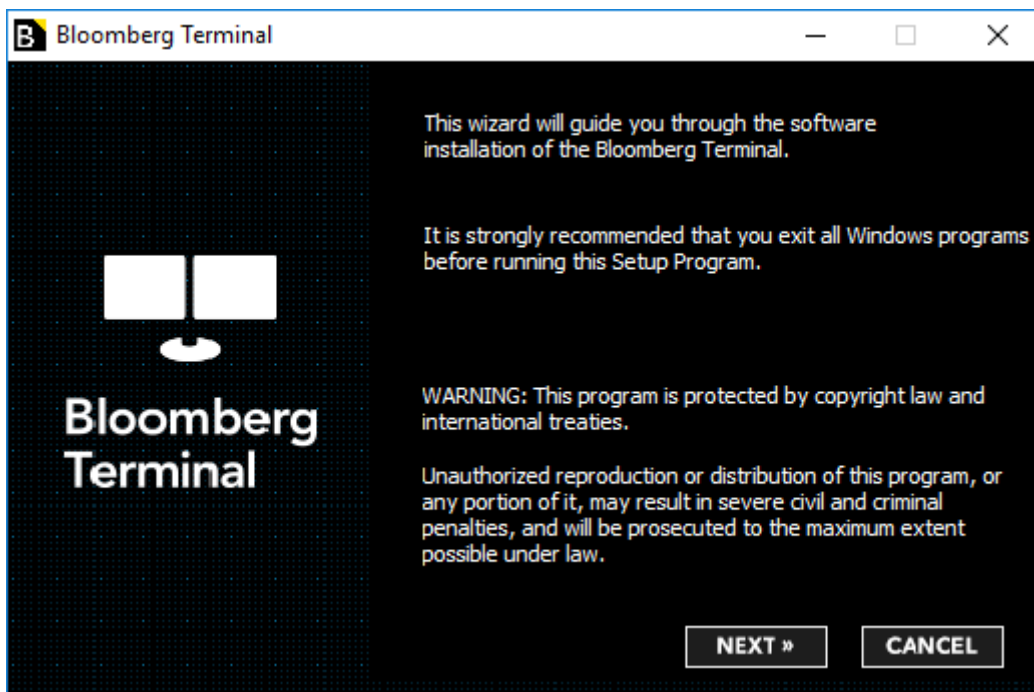 Bloomberg Terminal
This wizard will guide you through the software
installation of the Bloomberg Terminal.
It is strongly recommended that you exit all Windows programs
before running this Setup Program.
Bloomberg
Terminal
WARNING: This program is protected by copyright law and
international treaties.
Unauthorized reproduction or distribution of this program, or
any portion of it, may result in severe civil and criminal
penalties, and will be prosecuted to the maximum extent
possible under law.
NEXT »
CANCEL